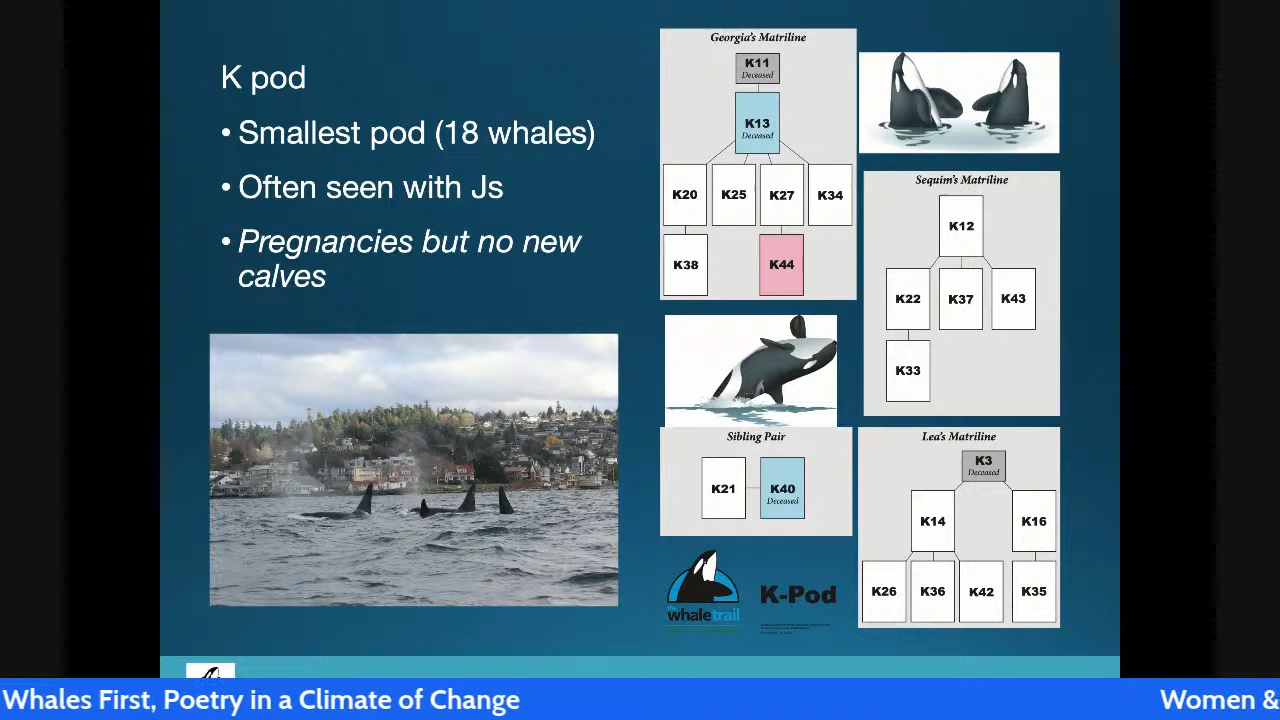 K pod
• Smallest pod (18 whales)
• Often seen with Js
• Pregnancies but no new
calves
Georgia's Matriline
K11
Deceased
K13
Deceased
K20 K25 K27 K34
K38 K44
Sequim's Matriline
K12
K22 K37 K43
K33
Sibling Pair
K21 K40
Deceased
Lea's Matriline
K3
Deceased
K14 K16
K26 K36 K42 K35
the
whaletrail
K-Pod
Whales First, Poetry in a Climate of Change
Women &